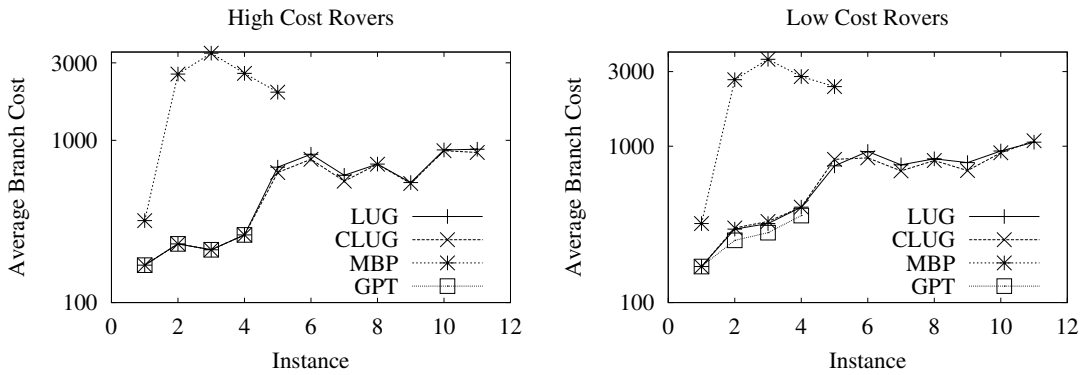 High Cost Rovers
Average Branch Cost
3000
1000
100
LUG
CLUG
MBP
GPT
0 2 4 6 8 10 12
Instance
Low Cost Rovers
Average Branch Cost
3000
1000
100
LUG
CLUG
MBP
GPT
0 2 4 6 8 10 12
Instance